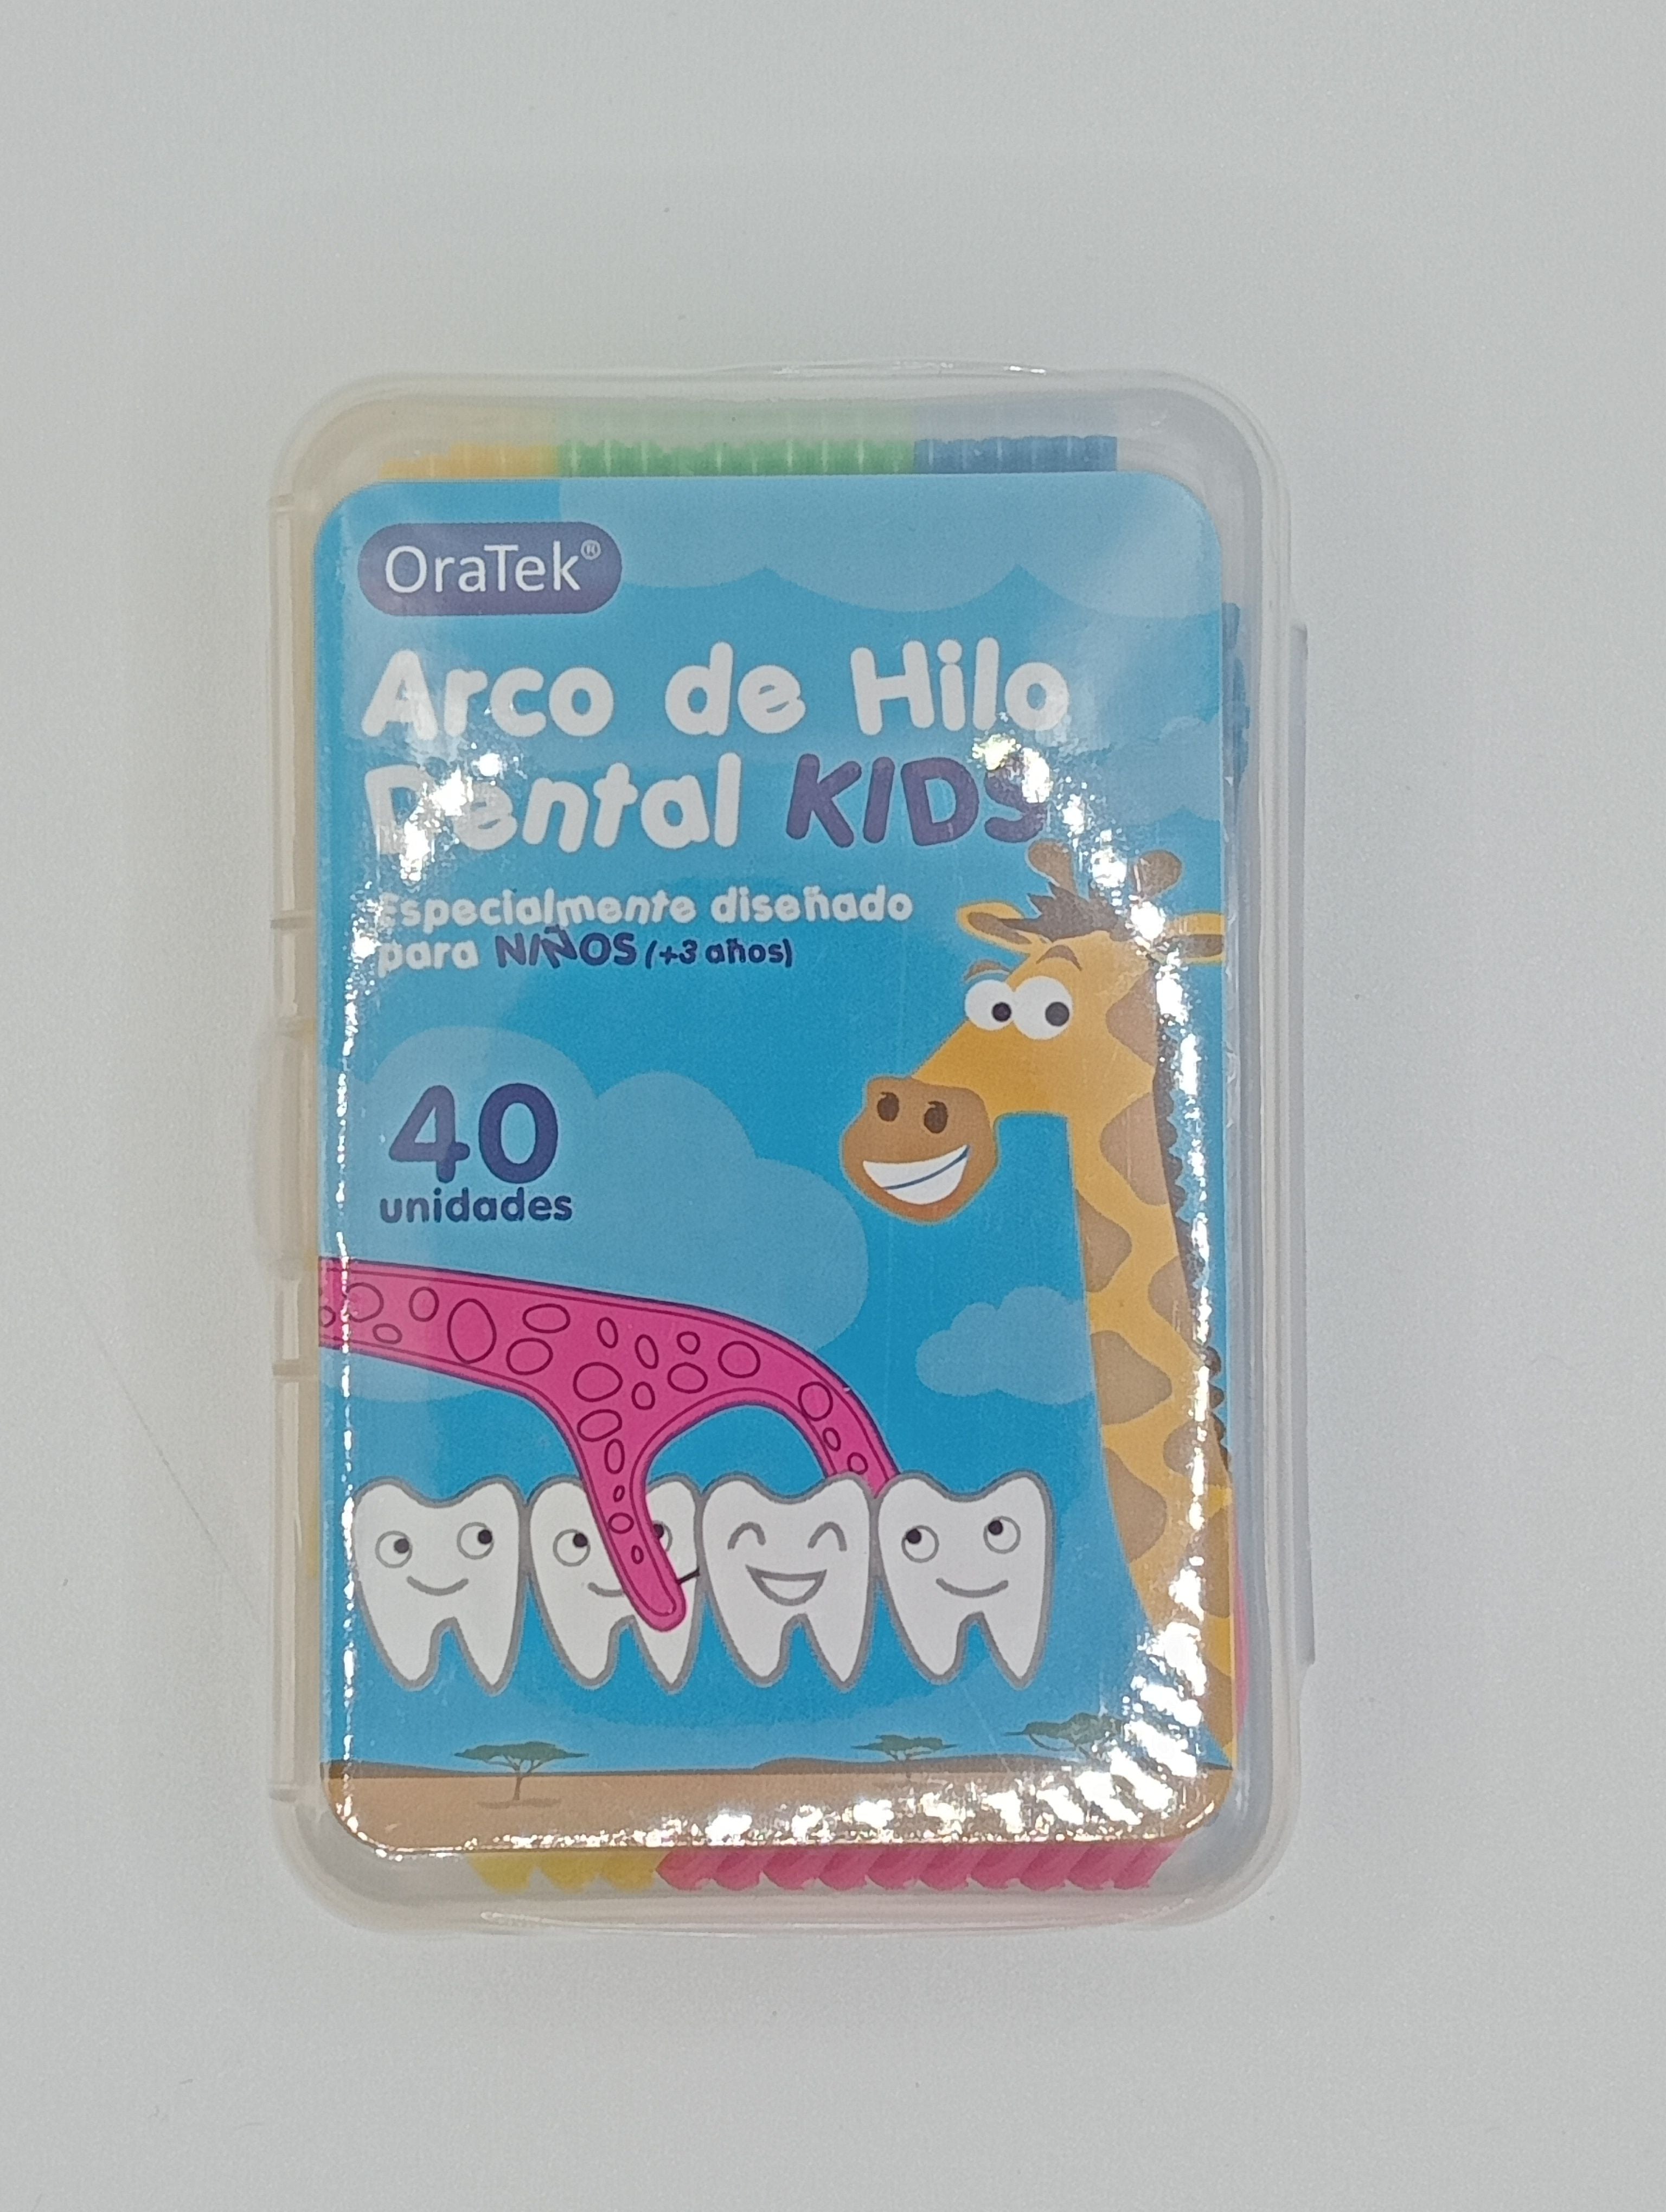 OraTek®
Arco de Hilo
Dental KIDS
Especialmente diseñado
para NIÑOS (+3 años)
40
unidades